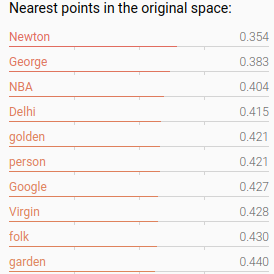 Nearest points in the original space:
Newton 0.354
George 0.383
NBA 0.404
Delhi 0.415
golden 0.421
person 0.421
Google 0.427
Virgin 0.428
folk 0.430
garden 0.440